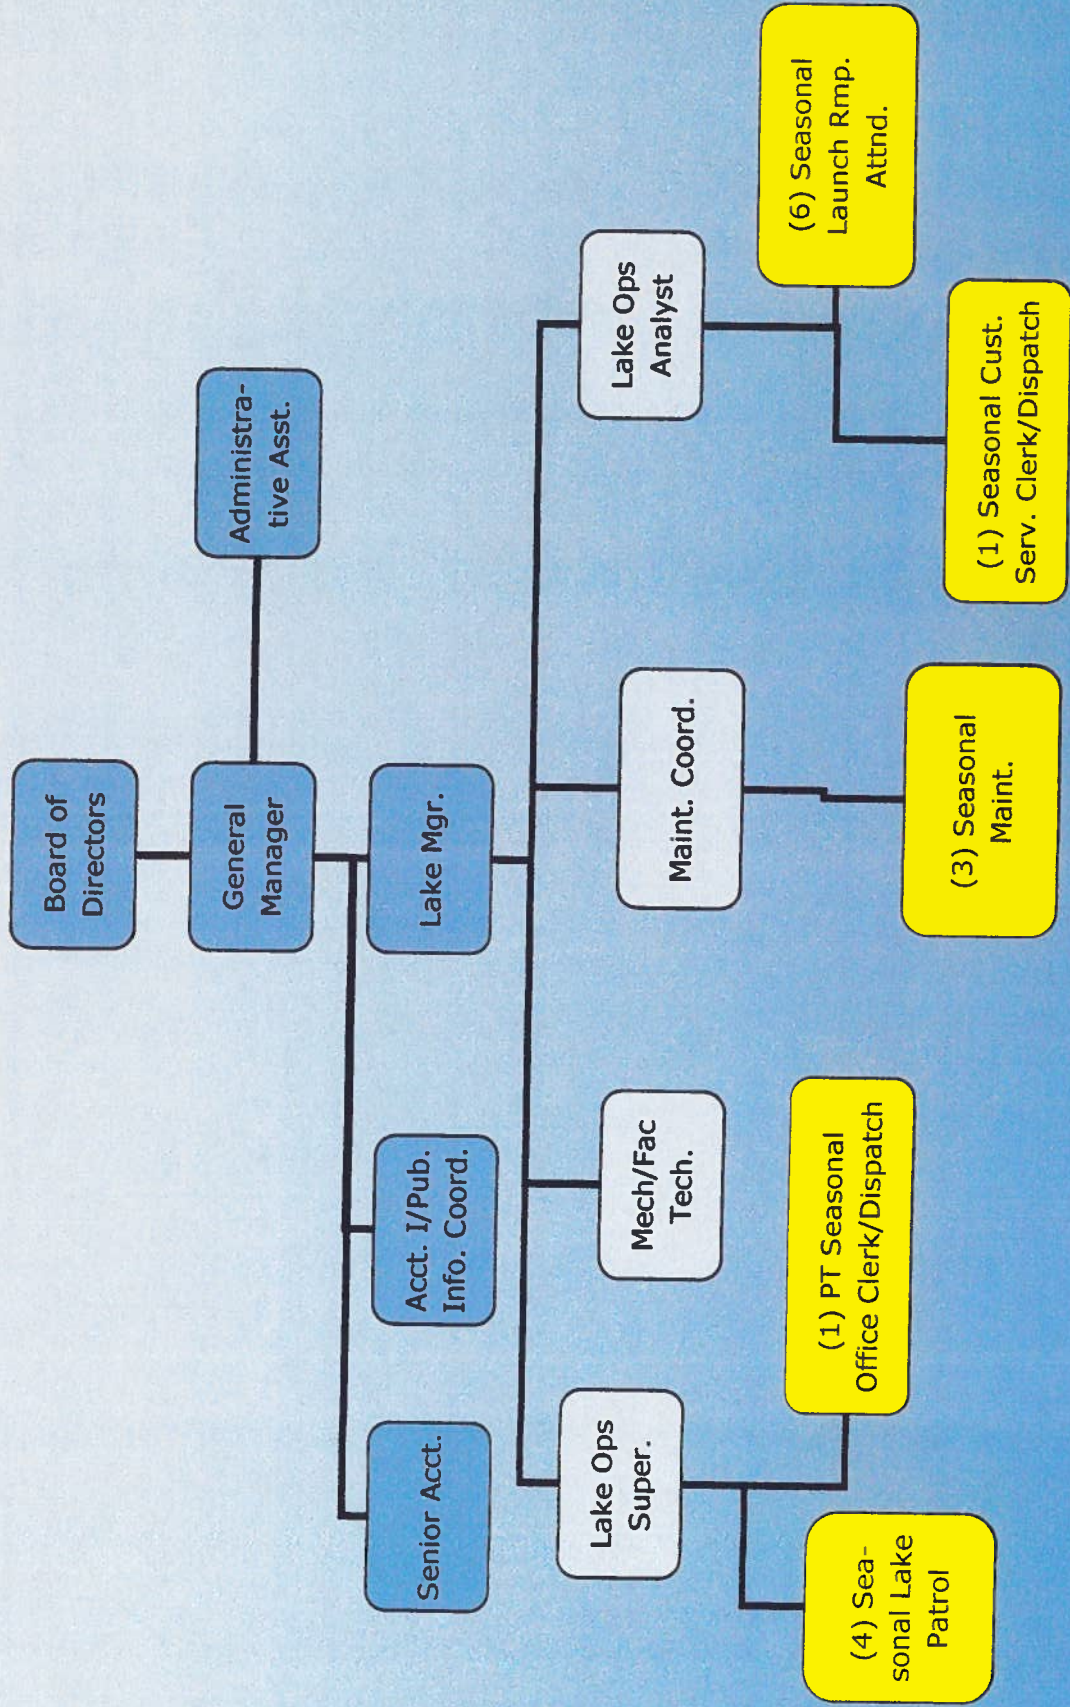 Board of
Directors
General
Manager
Administra-
tive Asst.
Senior Acct.
Acct. I/Pub.
Info. Coord.
Lake Mgr.
Lake Ops
Super.
Mech/Fac
Tech.
Maint. Coord.
Lake Ops
Analyst
(4) Sea-
sonal Lake
Patrol
(1) PT Seasonal
Office Clerk/Dispatch
(3) Seasonal
Maint.
(1) Seasonal Cust.
Serv. Clerk/Dispatch
(6) Seasonal
Launch Rmp.
Attnd.